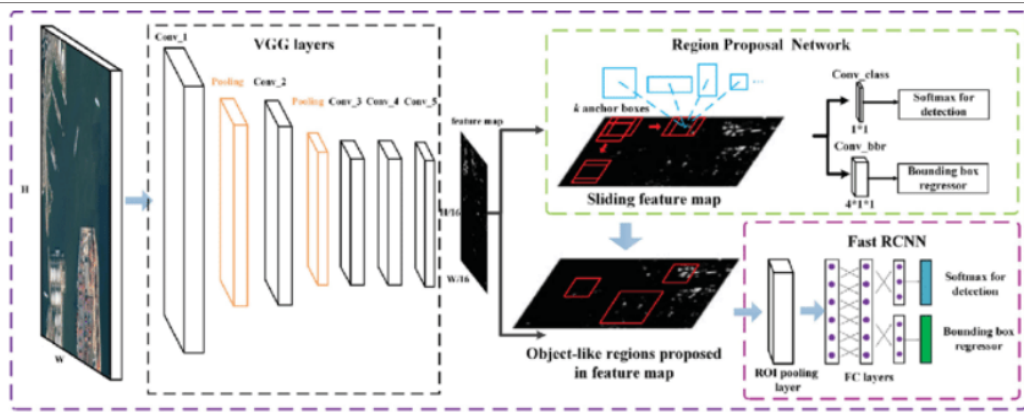 VGG layers
Conv_1
Pooling
Conv_2
Pooling
Conv_3
Conv_4
Conv_5
H
W
feature map
H/16
W/16
Region Proposal Network
k anchor boxes
...
Sliding feature map
Conv_class
1*1
Softmax for
detection
Conv_bbr
4*1*1
Bounding box
regressor
Object-like regions proposed
in feature map
Fast RCNN
ROI pooling
layer
FC layers
Softmax for
detection
Bounding box
regressor